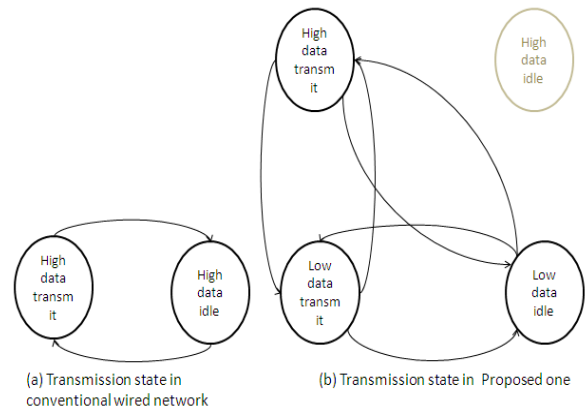 High
data
transm
it
High
data
idle
High
data
transm
it
High
data
idle
Low
data
transm
it
Low
data
idle
(a) Transmission state in
conventional wired network
(b) Transmission state in Proposed one